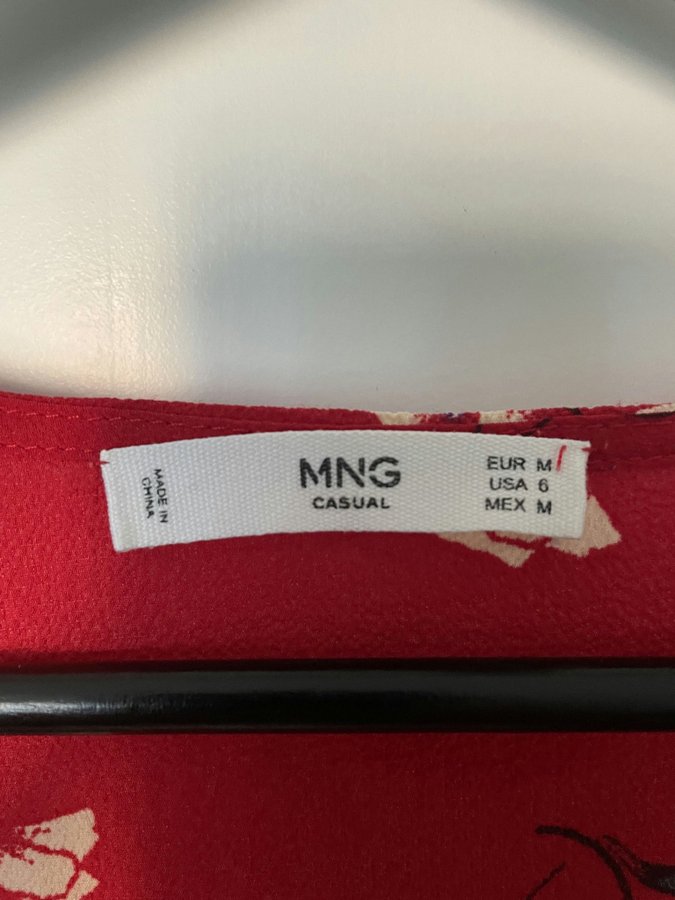 MADE IN
CHINA
MNG
CASUAL
EUR M
USA 6
MEX M